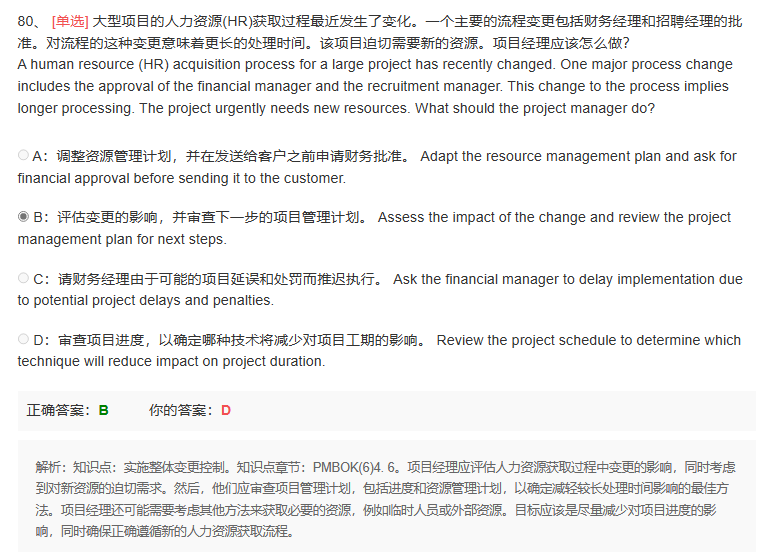 80、 [单选] 大型项目的人力资源(HR)获取过程最近发生了变化。一个主要的流程变更包括财务经理和招聘经理的批
准。对流程的这种变更意味着更长的处理时间。该项目迫切需要新的资源。项目经理应该怎么做?
A human resource (HR) acquisition process for a large project has recently changed. One major process change
includes the approval of the financial manager and the recruitment manager. This change to the process implies
longer processing. The project urgently needs new resources. What should the project manager do?
A：调整资源管理计划，并在发送给客户之前申请财务批准。 Adapt the resource management plan and ask for
financial approval before sending it to the customer.
B：评估变更的影响，并审查下一步的项目管理计划。 Assess the impact of the change and review the project
management plan for next steps.
C：请财务经理由于可能的项目延误和处罚而推迟执行。 Ask the financial manager to delay implementation due
to potential project delays and penalties.
D：审查项目进度，以确定哪种技术将减少对项目工期的影响。 Review the project schedule to determine which
technique will reduce impact on project duration.
正确答案：B 你的答案：D
解析：知识点：实施整体变更控制。知识点章节：PMBOK(6)4. 6。项目经理应评估人力资源获取过程中变更的影响，同时考虑
到对新资源的迫切需求。然后，他们应审查项目管理计划，包括进度和资源管理计划，以确定减轻较长处理时间影响的最佳方
法。项目经理还可能需要考虑其他方法来获取必要的资源，例如临时人员或外部资源。目标应该是尽量减少对项目进度的影
响，同时确保正确遵循新的人力资源获取流程。